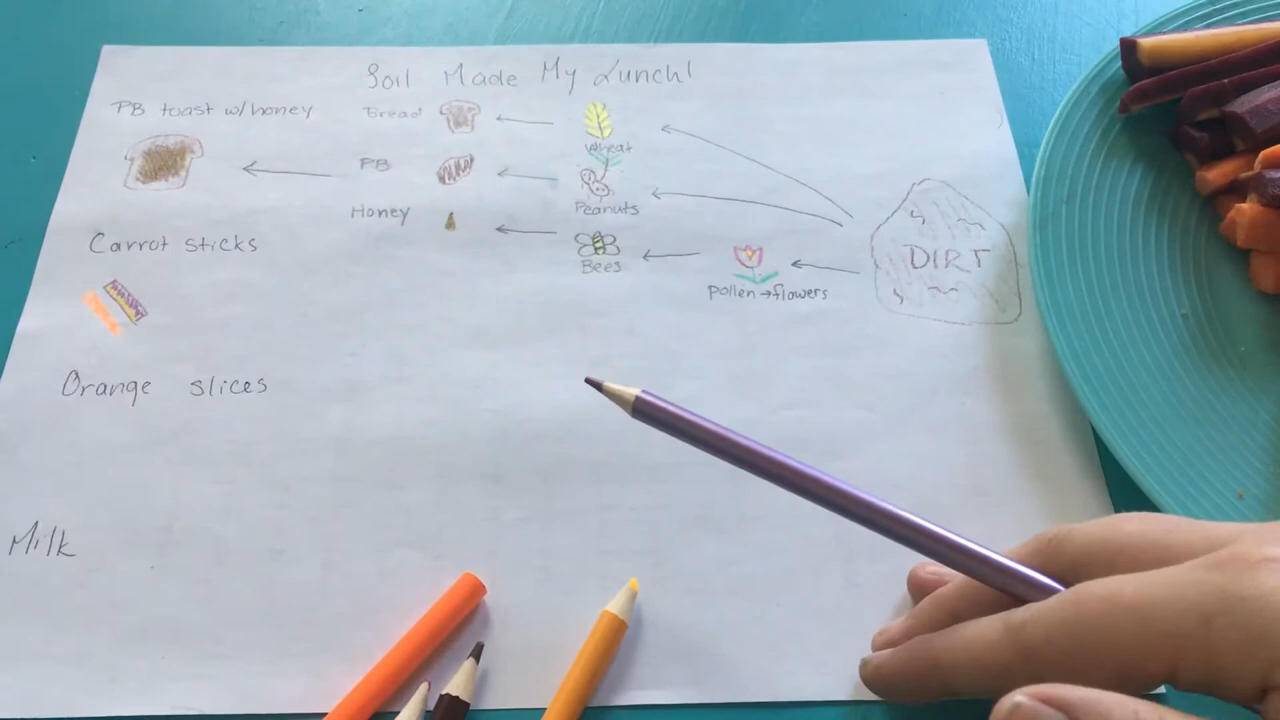 Soil Made My Lunch!
PB toast w/honey
Bread
Wheat
PB
Peanuts
Honey
Bees
pollen→flowers
DIRT
Carrot sticks
Orange slices
Milk